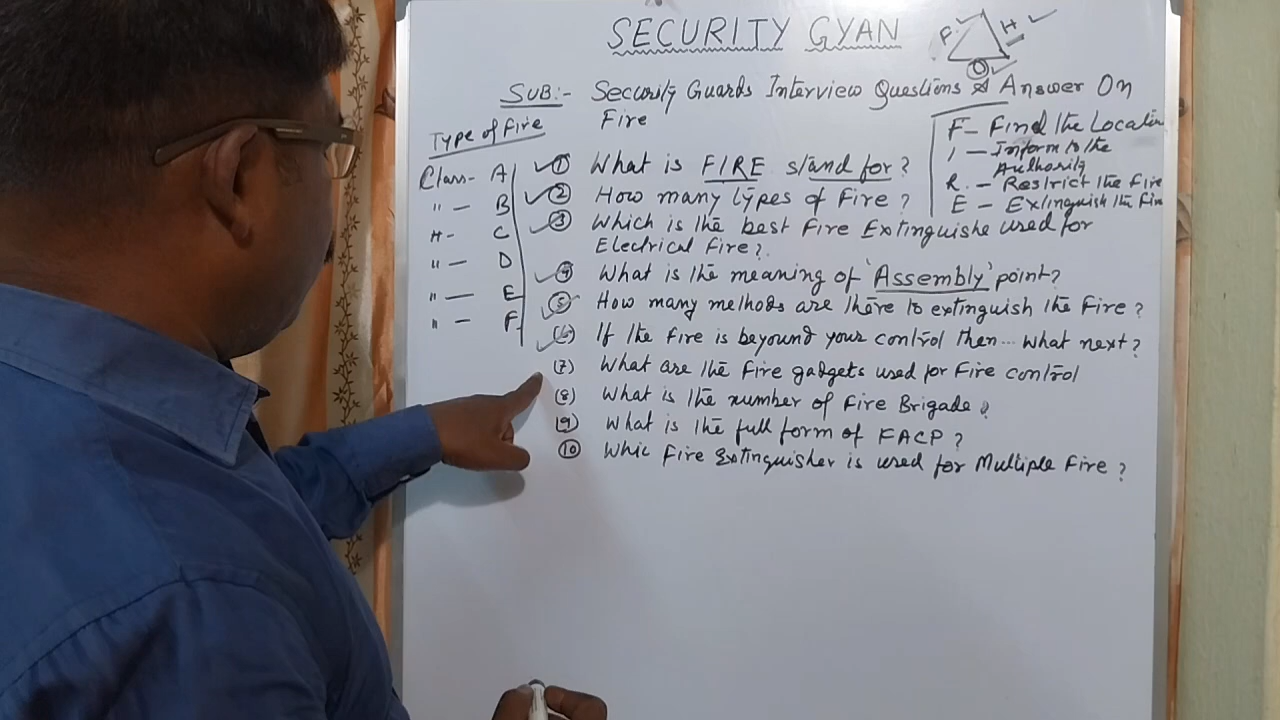 SECURITY GYAN
F H
O
SUB:- Security Guards Interview Questions & Answer On
Fire
Type of Fire
Class- A
" - B
" - C
" - D
" - E
" - F
F - Find the Location
I - Inform to the
Authority
R. - Restrict the Fire
E - Extinguish the Fire
(1) What is FIRE stand for?
(2) How many types of Fire?
(3) Which is the best Fire Extinguishe used for
Electrical Fire?
(4) What is the meaning of 'Assembly' point?
(5) How many methods are there to extinguish the Fire?
(6) If the Fire is beyound your control then... What next?
(7) What are the Fire gadgets used for Fire control
(8) What is the number of Fire Brigade?
(9) What is the full form of FACP?
(10) Whic Fire Extinguisher is used for Multiple Fire?